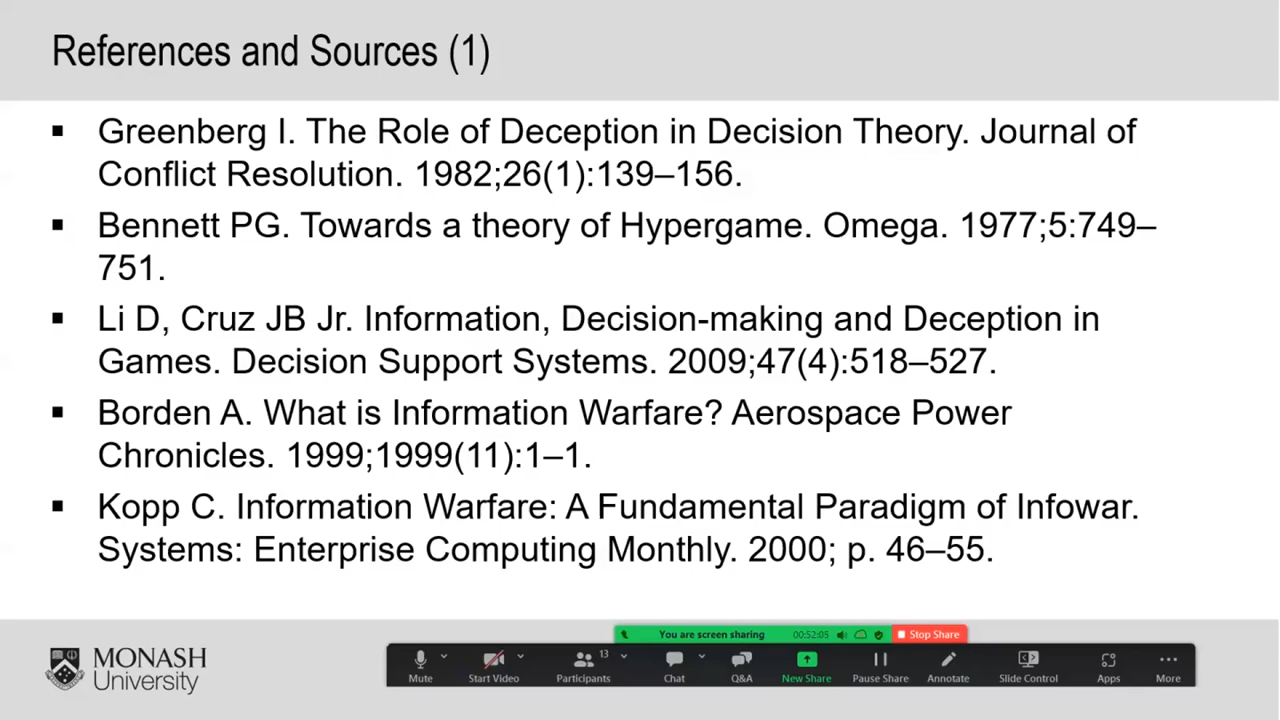 References and Sources (1)
▪ Greenberg I. The Role of Deception in Decision Theory. Journal of
Conflict Resolution. 1982;26(1):139–156.
▪ Bennett PG. Towards a theory of Hypergame. Omega. 1977;5:749–
751.
▪ Li D, Cruz JB Jr. Information, Decision-making and Deception in
Games. Decision Support Systems. 2009;47(4):518–527.
▪ Borden A. What is Information Warfare? Aerospace Power
Chronicles. 1999;1999(11):1–1.
▪ Kopp C. Information Warfare: A Fundamental Paradigm of Infowar.
Systems: Enterprise Computing Monthly. 2000; p. 46–55.
MONASH
University
You are screen sharing 00:52:05 Stop Share
13
Mute Start Video Participants Chat Q&A New Share Pause Share Annotate Slide Control Apps More